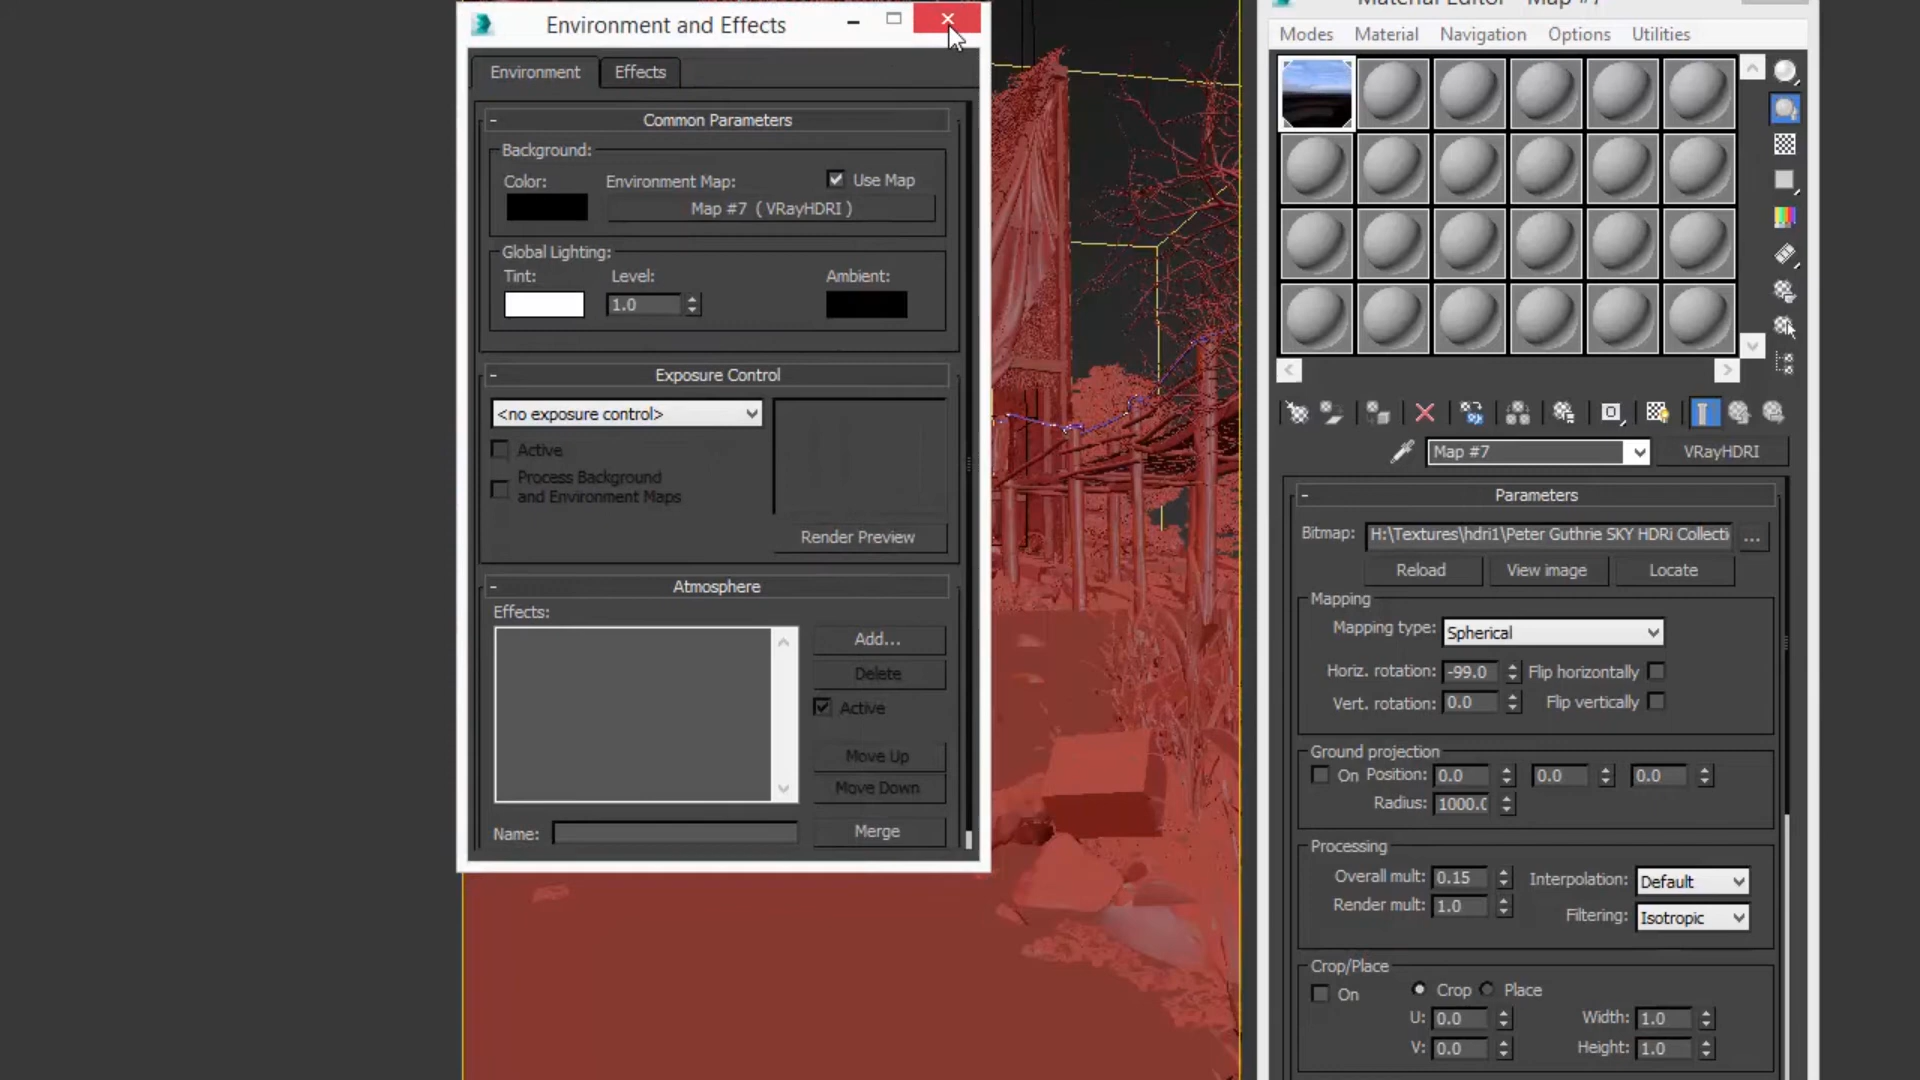 Environment and Effects
Environment
Effects
-
Common Parameters
Background:
Color:
Environment Map:
Use Map
Map #7 ( VRayHDRI )
Global Lighting:
Tint:
Level:
Ambient:
1.0
-
Exposure Control
<no exposure control>
Active
Process Background
and Environment Maps
Render Preview
-
Atmosphere
Effects:
Add...
Delete
Active
Move Up
Move Down
Name:
Merge
Material Editor - Map #7
Modes
Material
Navigation
Options
Utilities
Map #7
VRayHDRI
-
Parameters
Bitmap:
H:\Textures\hdri1\Peter Guthrie SKY HDRi Collecti
...
Reload
View image
Locate
Mapping
Mapping type:
Spherical
Horiz. rotation:
-99.0
Flip horizontally
Vert. rotation:
0.0
Flip vertically
Ground projection
On
Position:
0.0
0.0
0.0
Radius:
1000.0
Processing
Overall mult:
0.15
Interpolation:
Default
Render mult:
1.0
Filtering:
Isotropic
Crop/Place
On
Crop
Place
U:
0.0
Width:
1.0
V:
0.0
Height:
1.0